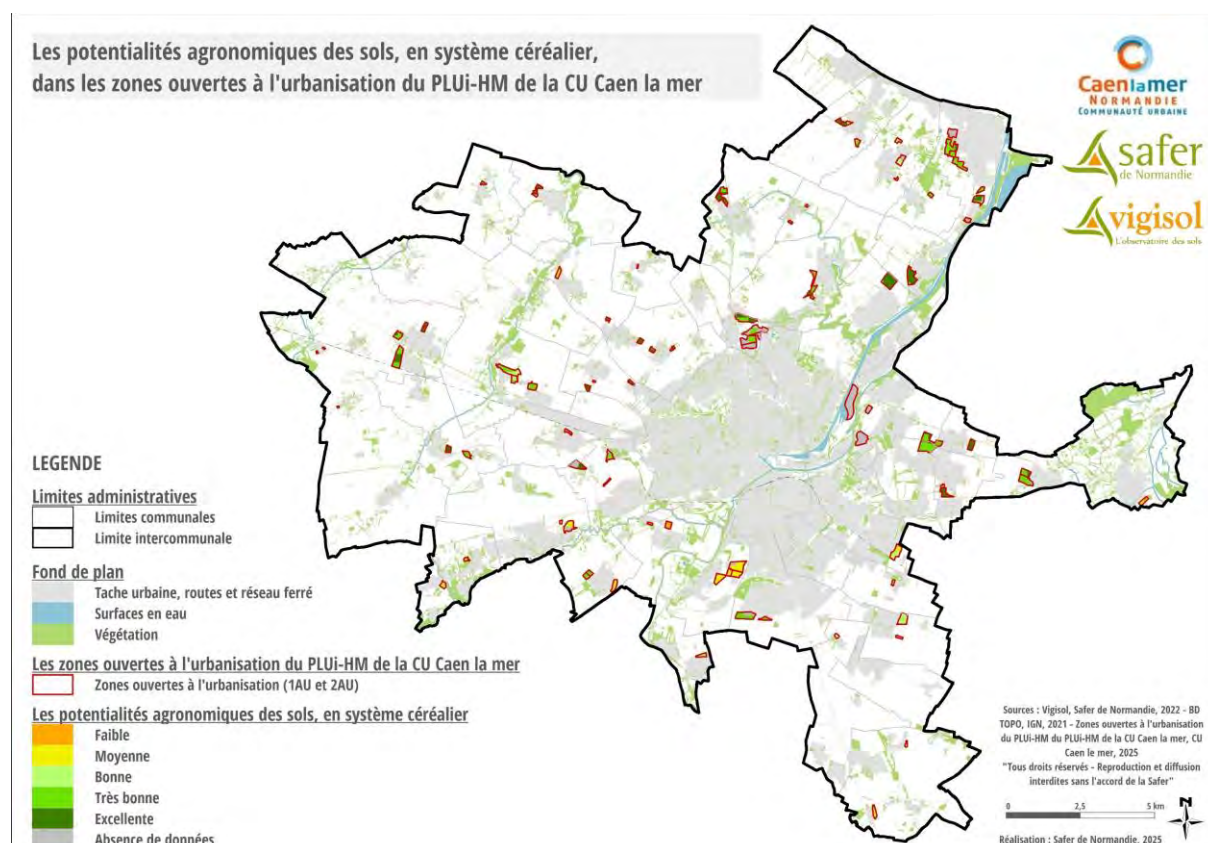 Les potentialités agronomiques des sols, en système céréalier,
dans les zones ouvertes à l'urbanisation du PLUi-HM de la CU Caen la mer
Caenlamer
NORMANDIE
COMMUNAUTÉ URBAINE
safer
de Normandie
vigisol
L'observatoire des sols
LEGENDE
Limites administratives
Limites communales
Limite intercommunale
Fond de plan
Tache urbaine, routes et réseau ferré
Surfaces en eau
Végétation
Les zones ouvertes à l'urbanisation du PLUi-HM de la CU Caen la mer
Zones ouvertes à l'urbanisation (1AU et 2AU)
Les potentialités agronomiques des sols, en système céréalier
Faible
Moyenne
Bonne
Très bonne
Excellente
Absence de données
Sources : Vigisol, Safer de Normandie, 2022 - BD
TOPO, IGN, 2021 - Zones ouvertes à l'urbanisation
du PLUi-HM du PLUi-HM de la CU Caen la mer, CU
Caen le mer, 2025
"Tous droits réservés - Reproduction et diffusion
interdites sans l'accord de la Safer"
0 2,5 5 km
N
Réalisation : Safer de Normandie, 2025